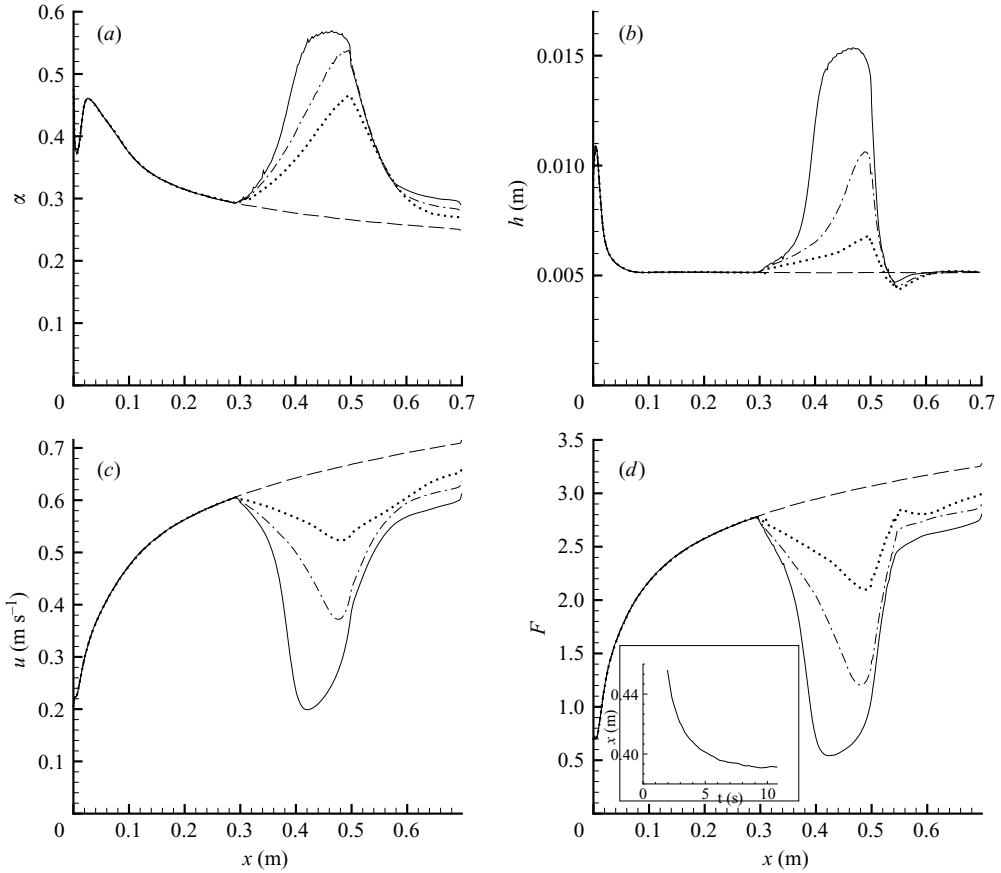 0.6
0.5
0.4
0.3
0.2
0.1
0
α
(a)
0.1 0.2 0.3 0.4 0.5 0.6 0.7
0.015
0.010
0.005
h (m)
(b)
0 0.1 0.2 0.3 0.4 0.5 0.6 0.7
0.7
0.6
0.5
0.4
0.3
0.2
0.1
0
u (m s⁻¹)
(c)
0.1 0.2 0.3 0.4 0.5 0.6
x (m)
3.5
3.0
2.5
2.0
1.5
1.0
0.5
0
F
(d)
0.44
0.40
x (m)
0 5 10
t (s)
0.1 0.2 0.3 0.4 0.5 0.6
x (m)